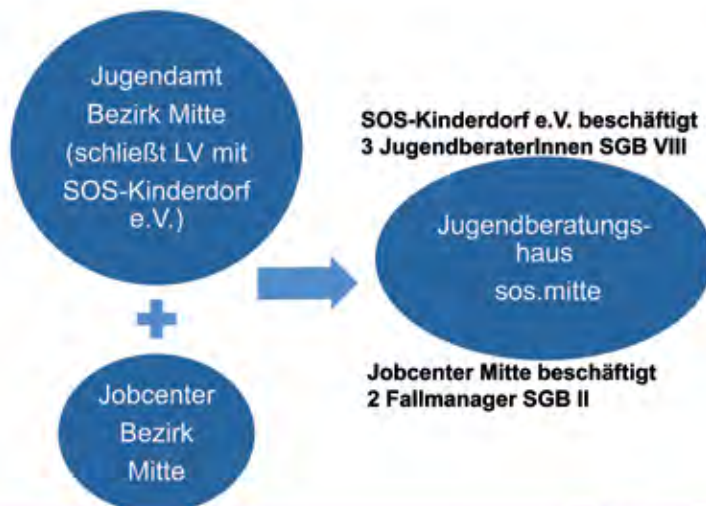 Jugendamt
Bezirk Mitte
(schließt LV mit
SOS-Kinderdorf
e.V.)
+
Jobcenter
Bezirk
Mitte
SOS-Kinderdorf e.V. beschäftigt
3 JugendberaterInnen SGB VIII
Jugendberatungs-
haus
sos.mitte
Jobcenter Mitte beschäftigt
2 Fallmanager SGB II